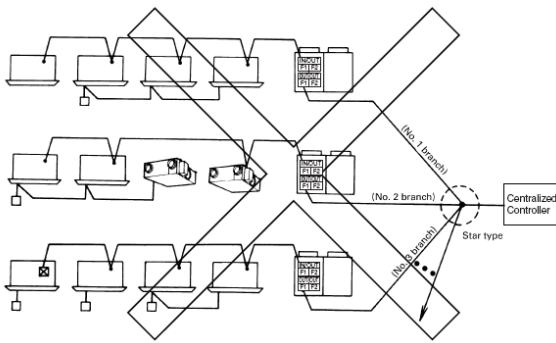 IN/OUT
F1 F2
OUT/OUT
F1 F2
(No. 1 branch)
IN/OUT
F1 F2
OUT/OUT
F1 F2
(No. 2 branch)
Centralized
Controller
Star type
(No. 3 branch)
IN/OUT
F1 F2
OUT/OUT
F1 F2